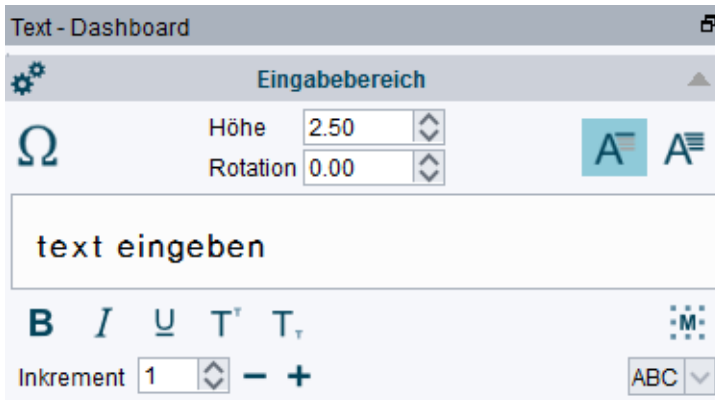 Text - Dashboard
Eingabebereich
Ω Höhe 2.50 A A
Rotation 0.00
text eingeben
B I U T T T T M
Inkrement 1 − + ABC